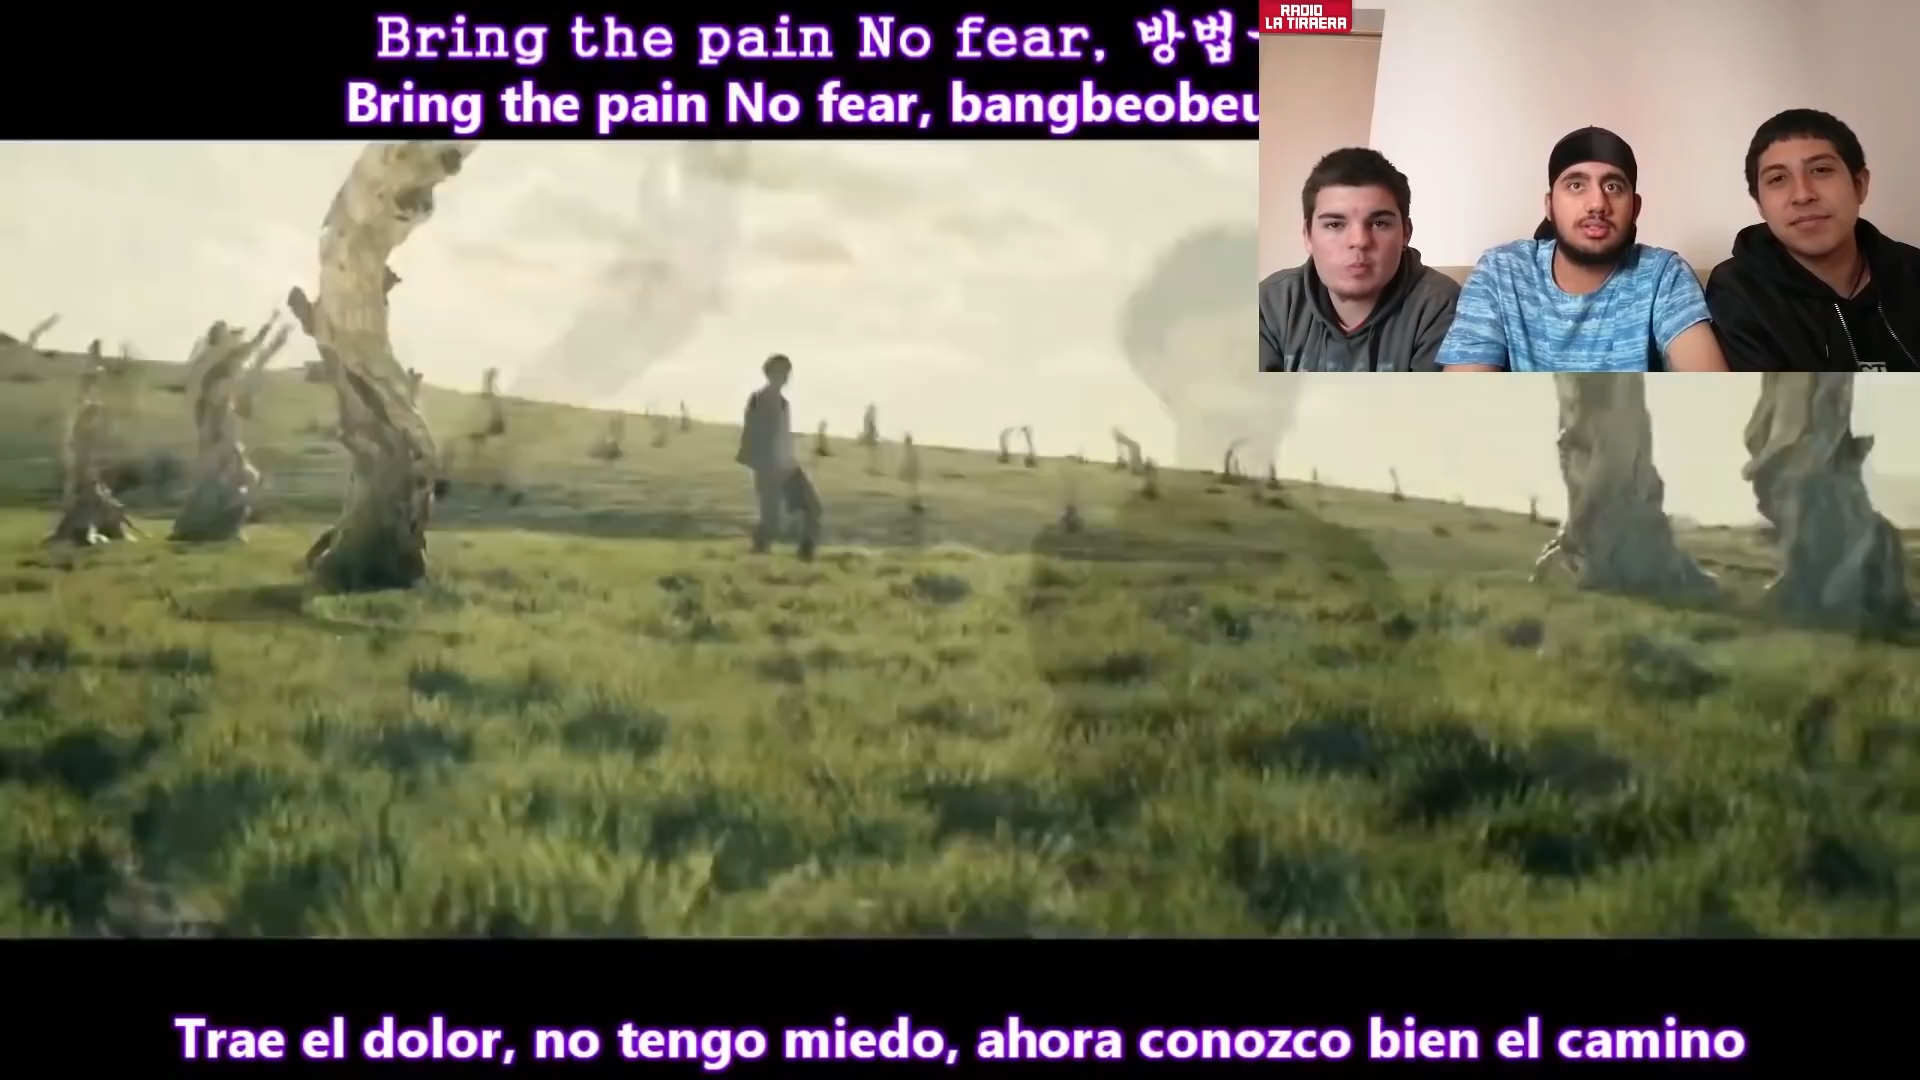 Bring the pain No fear, 방법
Bring the pain No fear, bangbeobeu
RADIO
LA TIRAERA
Trae el dolor, no tengo miedo, ahora conozco bien el camino